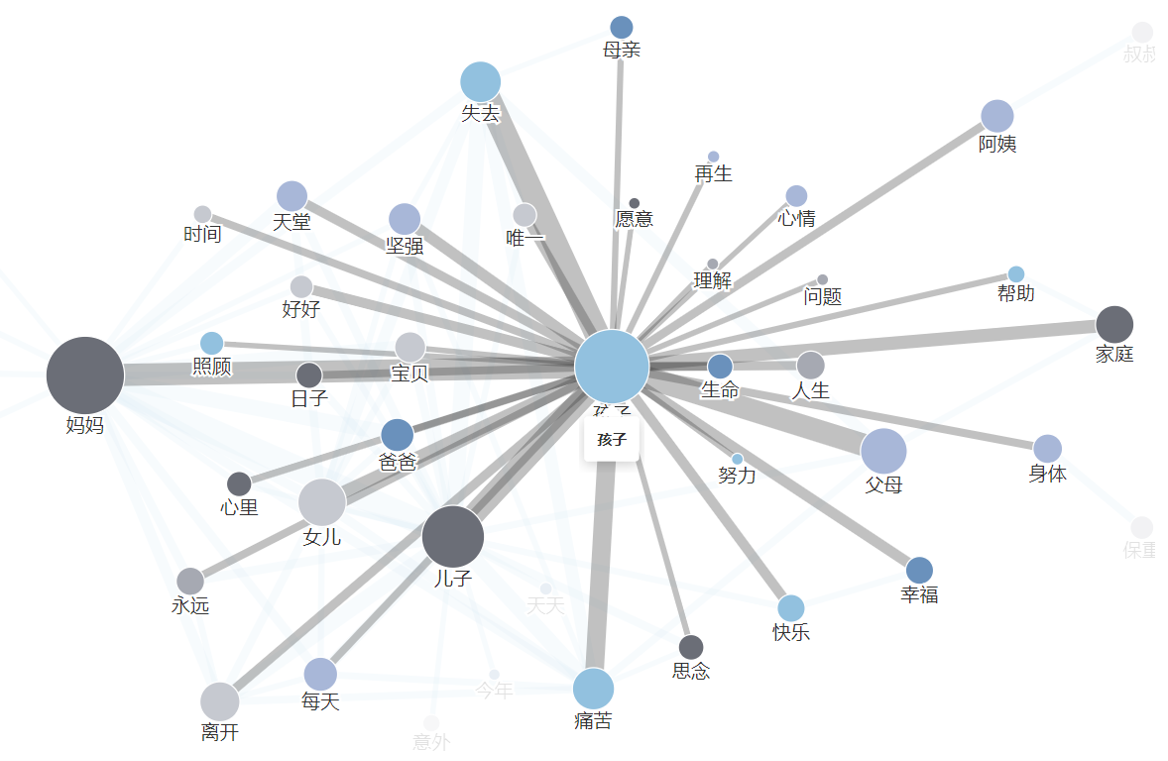 母亲
叔叔
失去
阿姨
再生
天堂
愿意
心情
时间
坚强
唯一
理解
问题
帮助
好好
家庭
照顾
宝贝
生命
人生
日子
孩子
孩子
妈妈
爸爸
努力
身体
父母
心里
女儿
保重
儿子
永远
天天
幸福
快乐
思念
今年
每天
痛苦
离开
意外